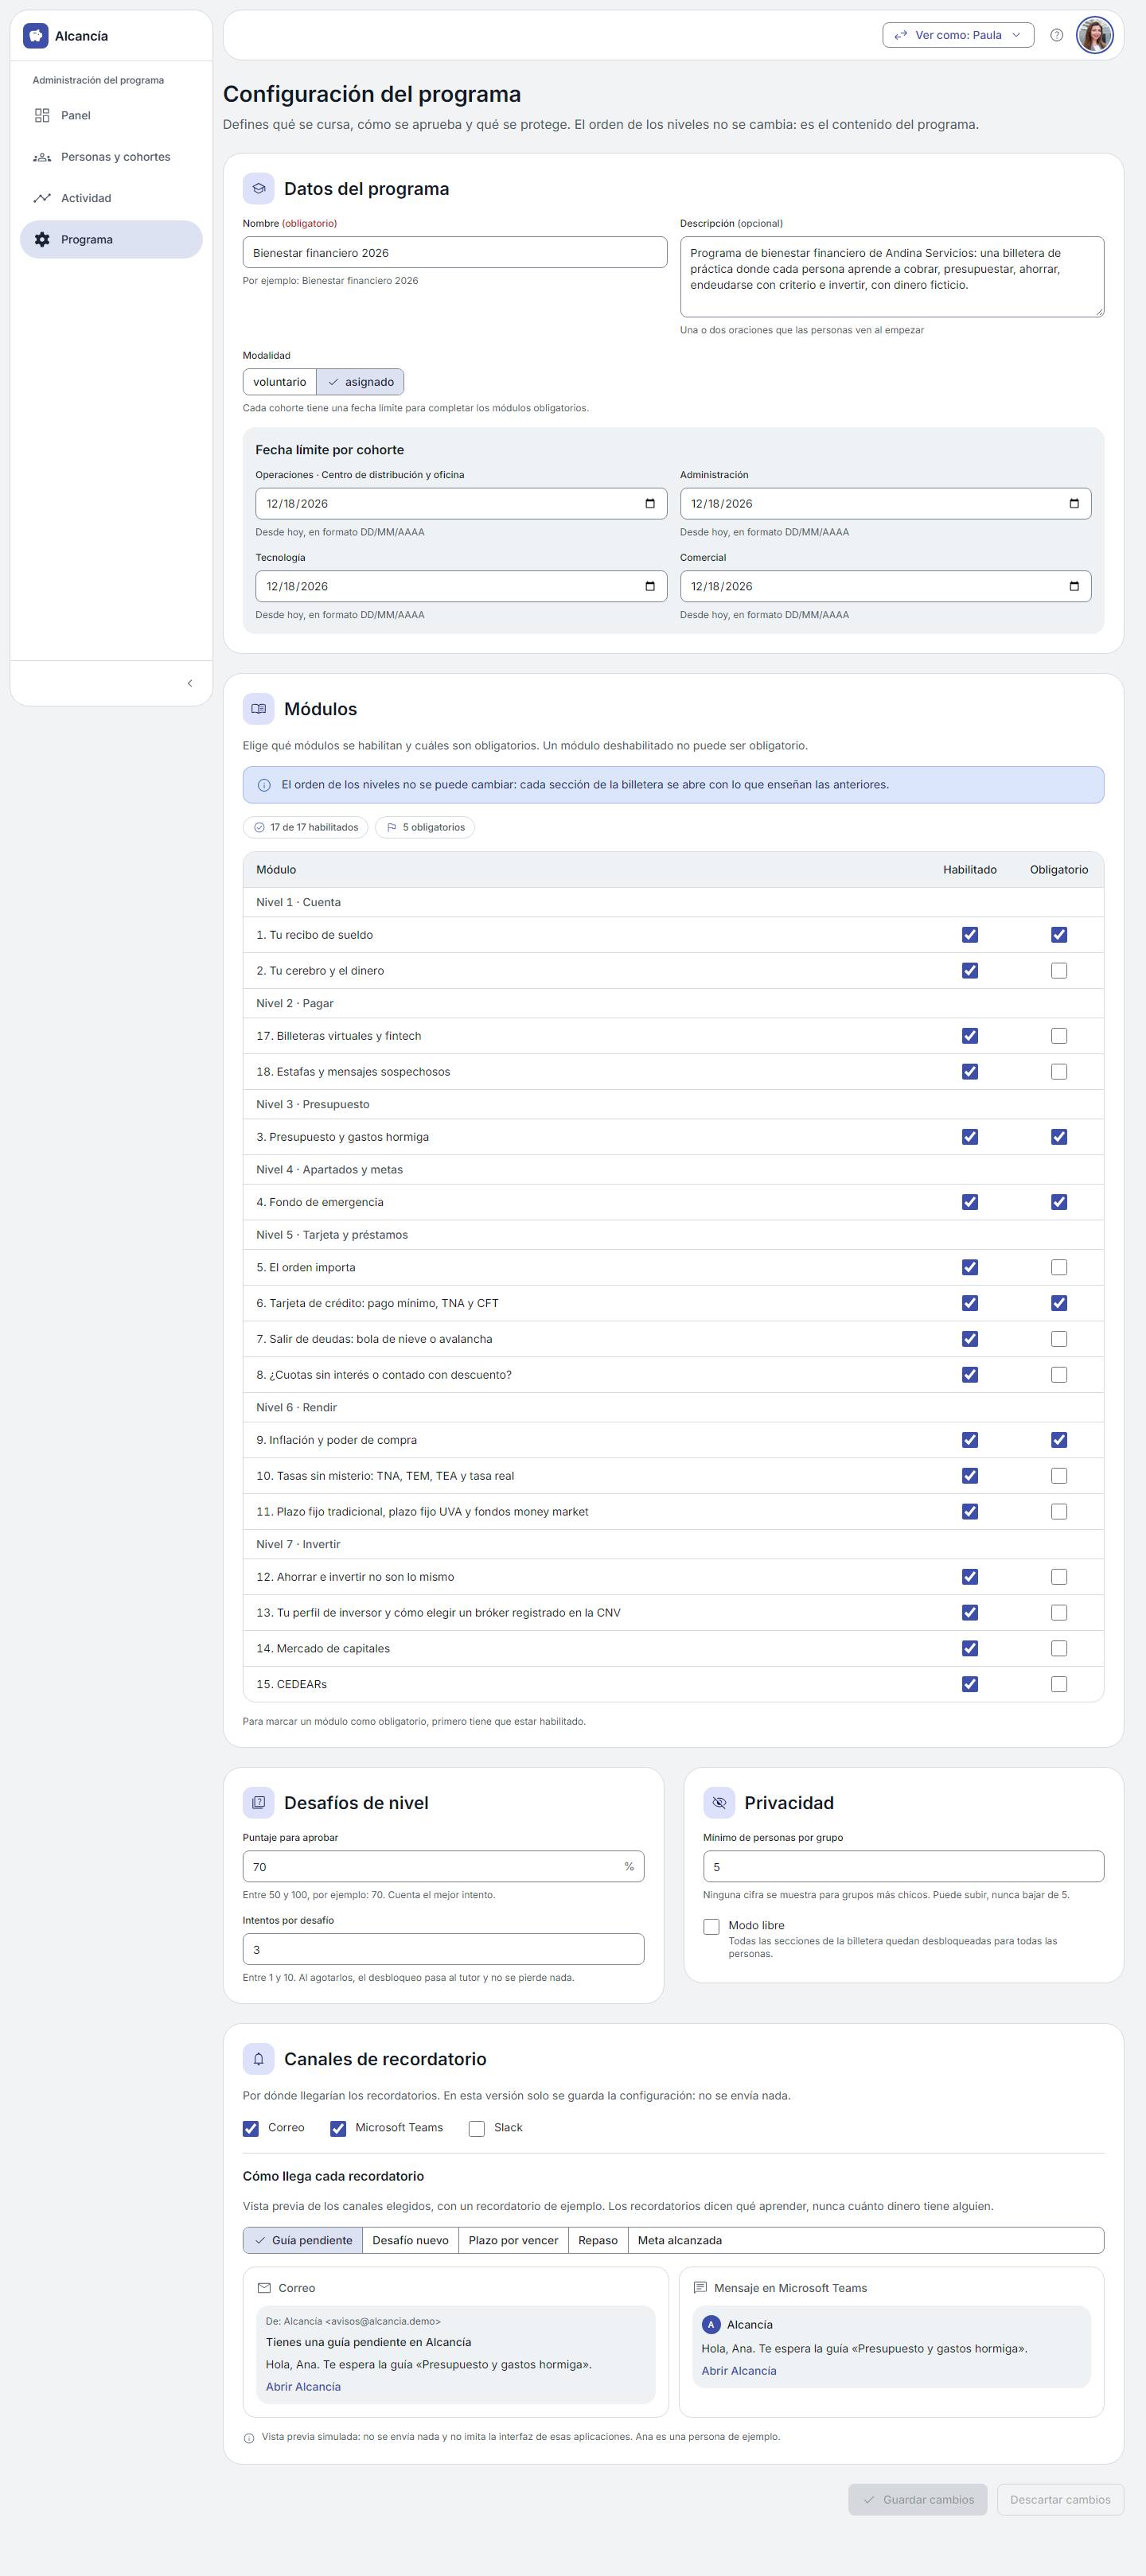 Alcancía
Administración del programa
Panel
Personas y cohortes
Actividad
Programa
Ver como: Paula
Configuración del programa
Defines qué se cursa, cómo se aprueba y qué se protege. El orden de los niveles no se cambia: es el contenido del programa.
Datos del programa
Nombre (obligatorio)
Bienestar financiero 2026
Por ejemplo: Bienestar financiero 2026
Descripción (opcional)
Programa de bienestar financiero de Andina Servicios: una billetera de
práctica donde cada persona aprende a cobrar, presupuestar, ahorrar,
endeudarse con criterio e invertir, con dinero ficticio.
Una o dos oraciones que las personas ven al empezar
Modalidad
voluntario
asignado
Cada cohorte tiene una fecha límite para completar los módulos obligatorios.
Fecha límite por cohorte
Operaciones · Centro de distribución y oficina
12/18/2026
Desde hoy, en formato DD/MM/AAAA
Administración
12/18/2026
Desde hoy, en formato DD/MM/AAAA
Tecnología
12/18/2026
Desde hoy, en formato DD/MM/AAAA
Comercial
12/18/2026
Desde hoy, en formato DD/MM/AAAA
Módulos
Elige qué módulos se habilitan y cuáles son obligatorios. Un módulo deshabilitado no puede ser obligatorio.
El orden de los niveles no se puede cambiar: cada sección de la billetera se abre con lo que enseñan las anteriores.
17 de 17 habilitados
5 obligatorios
Módulo Habilitado Obligatorio
Nivel 1 · Cuenta
1. Tu recibo de sueldo
2. Tu cerebro y el dinero
Nivel 2 · Pagar
17. Billeteras virtuales y fintech
18. Estafas y mensajes sospechosos
Nivel 3 · Presupuesto
3. Presupuesto y gastos hormiga
Nivel 4 · Apartados y metas
4. Fondo de emergencia
Nivel 5 · Tarjeta y préstamos
5. El orden importa
6. Tarjeta de crédito: pago mínimo, TNA y CFT
7. Salir de deudas: bola de nieve o avalancha
8. ¿Cuotas sin interés o contado con descuento?
Nivel 6 · Rendir
9. Inflación y poder de compra
10. Tasas sin misterio: TNA, TEM, TEA y tasa real
11. Plazo fijo tradicional, plazo fijo UVA y fondos money market
Nivel 7 · Invertir
12. Ahorrar e invertir no son lo mismo
13. Tu perfil de inversor y cómo elegir un bróker registrado en la CNV
14. Mercado de capitales
15. CEDEARs
Para marcar un módulo como obligatorio, primero tiene que estar habilitado.
Desafíos de nivel
Puntaje para aprobar
70 %
Entre 50 y 100, por ejemplo: 70. Cuenta el mejor intento.
Intentos por desafío
3
Entre 1 y 10. Al agotarlos, el desbloqueo pasa al tutor y no se pierde nada.
Privacidad
Mínimo de personas por grupo
5
Ninguna cifra se muestra para grupos más chicos. Puede subir, nunca bajar de 5.
Modo libre
Todas las secciones de la billetera quedan desbloqueadas para todas las
personas.
Canales de recordatorio
Por dónde llegarían los recordatorios. En esta versión solo se guarda la configuración: no se envía nada.
Correo
Microsoft Teams
Slack
Cómo llega cada recordatorio
Vista previa de los canales elegidos, con un recordatorio de ejemplo. Los recordatorios dicen qué aprender, nunca cuánto dinero tiene alguien.
Guía pendiente
Desafío nuevo
Plazo por vencer
Repaso
Meta alcanzada
Correo
De: Alcancía <avisos@alcancia.demo>
Tienes una guía pendiente en Alcancía
Hola, Ana. Te espera la guía «Presupuesto y gastos hormiga».
Abrir Alcancía
Mensaje en Microsoft Teams
A Alcancía
Hola, Ana. Te espera la guía «Presupuesto y gastos hormiga».
Abrir Alcancía
Vista previa simulada: no se envía nada y no imita la interfaz de esas aplicaciones. Ana es una persona de ejemplo.
Guardar cambios
Descartar cambios